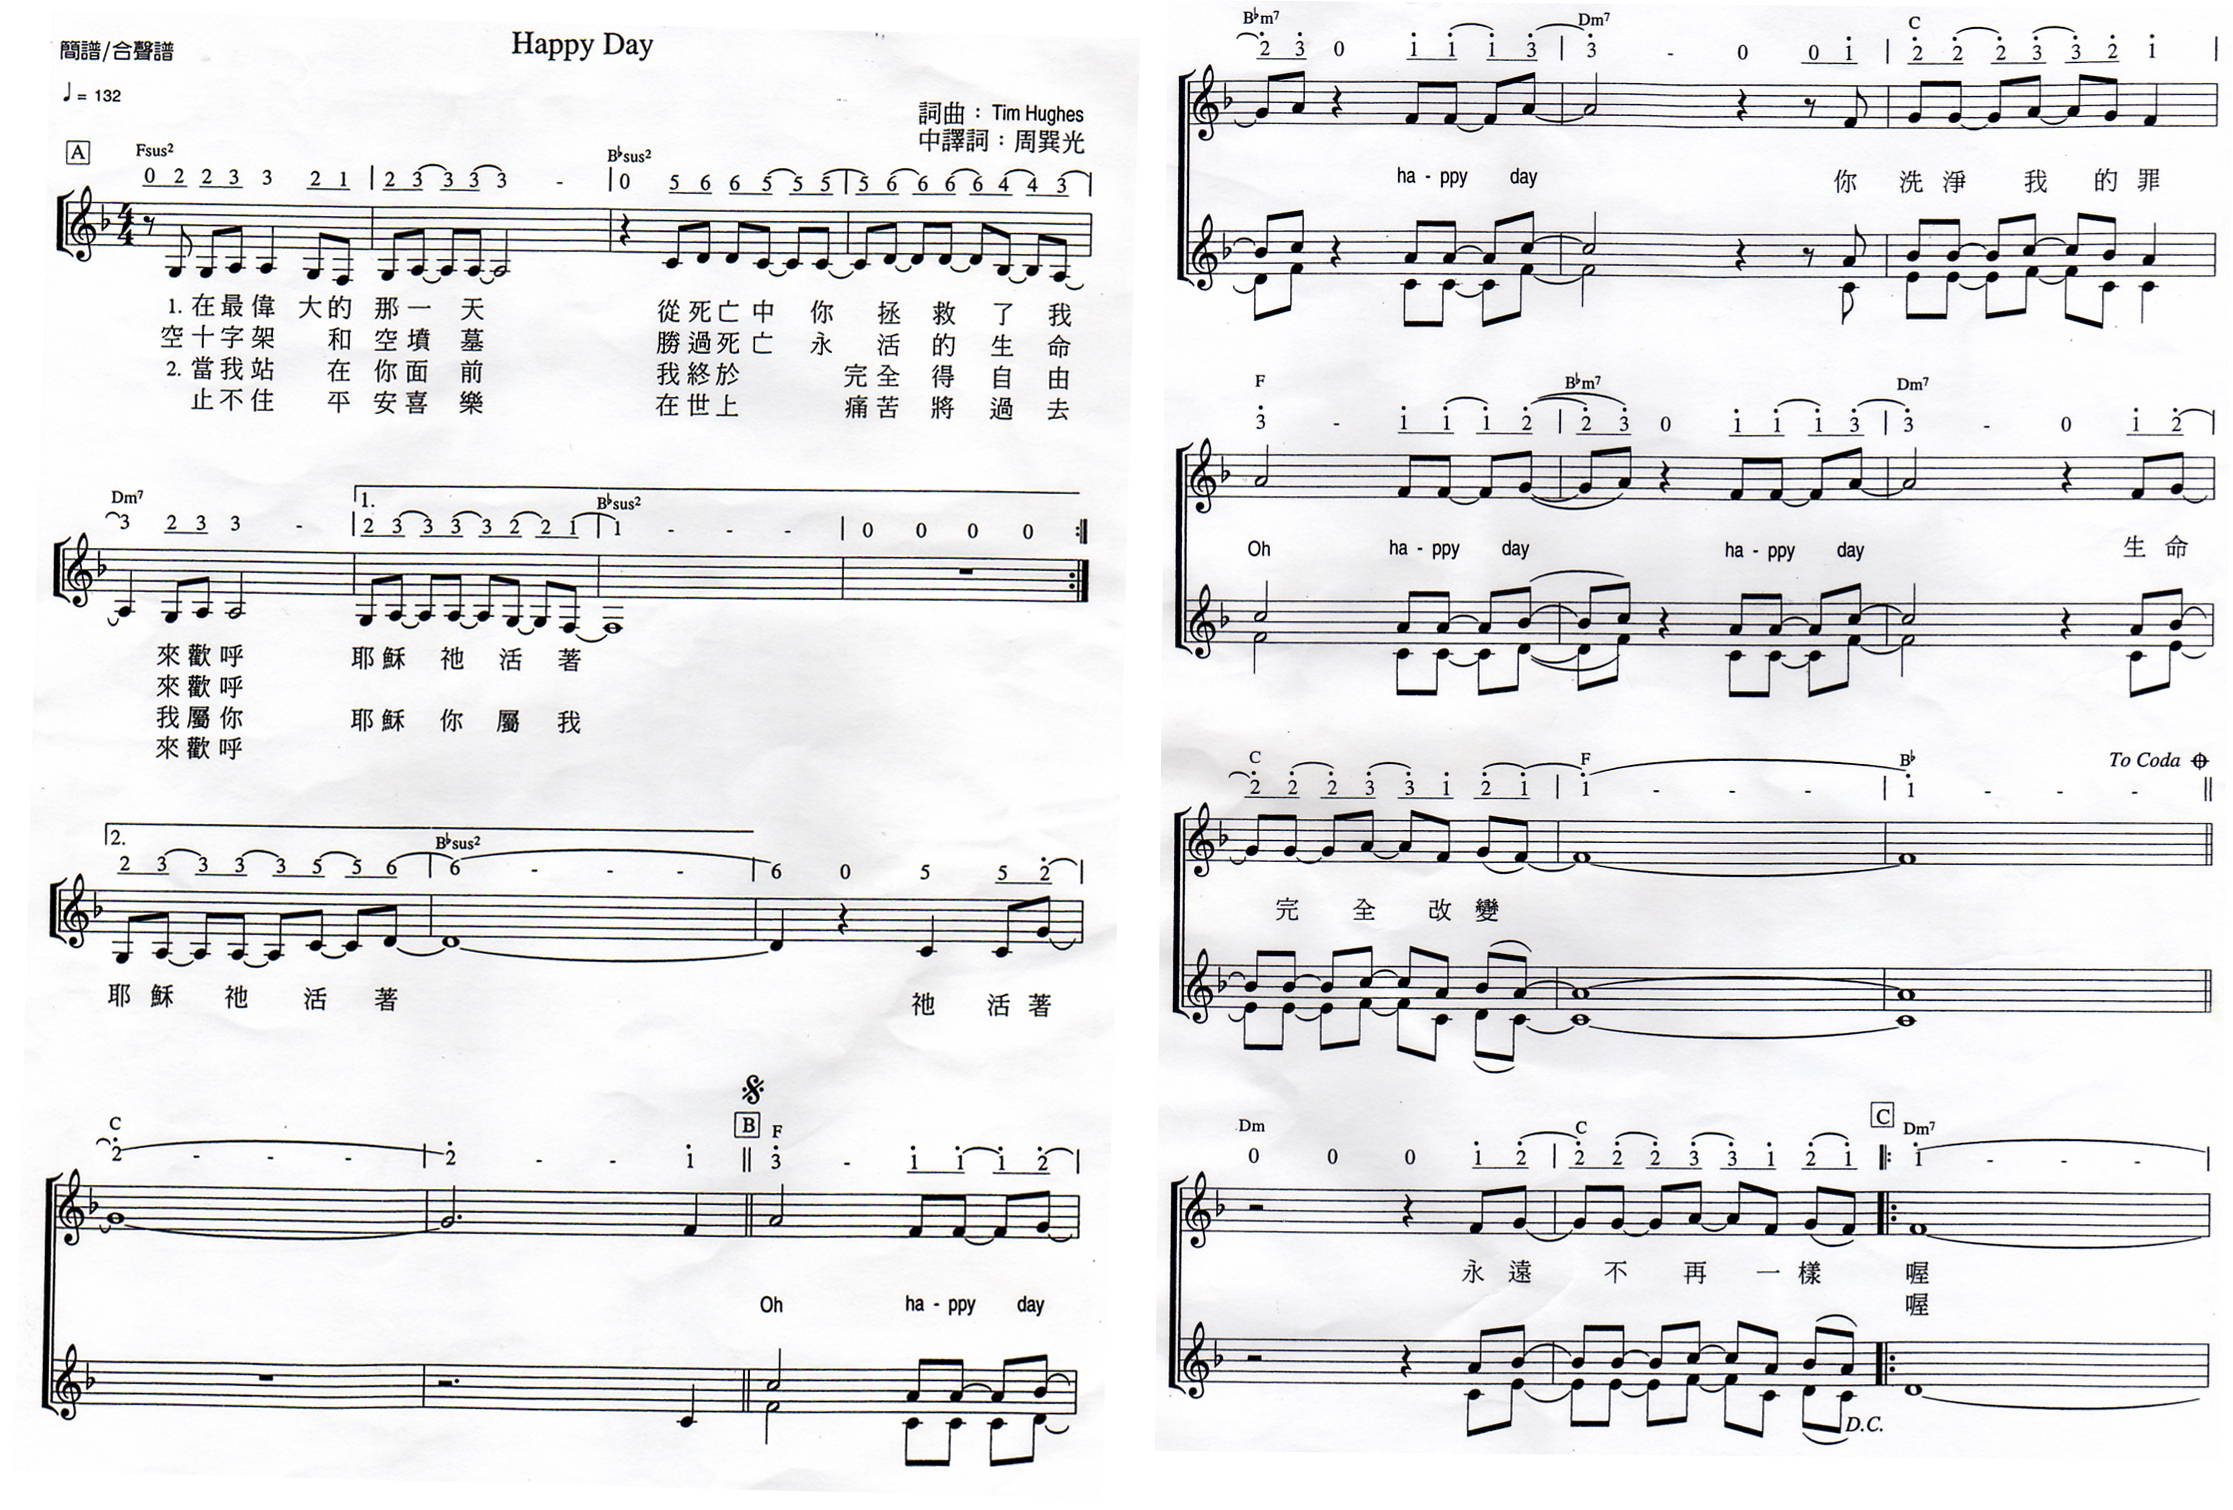 Happy Day
簡譜/合聲譜
♩= 132
詞曲：Tim Hughes
中譯詞：周巽光
A
Fsus2 B♭sus2
0 2 2 3 3 2 1 | 2 3 3 3 3 - | 0 5 6 6 5 5 5 | 5 6 6 6 6 4 4 3 |
1. 在最偉 大的 那一 天 從死亡中 你 拯 救 了 我
空十字架 和 空墳 墓 勝過死亡 永 活 的 生 命
2. 當我站 在 你面 前 我終於 完全 得 自 由
止不住 平 安喜 樂 在世上 痛苦 將 過 去
Dm7 1. B♭sus2
3 2 3 3 - | 2 3 3 3 3 2 2 1 | 1 - - - | 0 0 0 0 :||
來歡呼 耶穌 祂 活 著
來歡呼
我屬你 耶穌 你 屬 我
來歡呼
2. B♭sus2
2 3 3 3 3 5 5 6 | 6 - - - | 6 0 5 5 2 |
耶穌 祂 活 著 祂 活著
B
C F
2 - - - | 2 - - 1 || 3 - 1 1 1 2 |
Oh ha - ppy day
B♭m7 Dm7 C
2 3 0 1 1 1 3 | 3 - 0 0 1 | 2 2 2 3 3 2 1 |
ha - ppy day 你 洗淨 我 的罪
F B♭m7 Dm7
3 - 1 1 1 2 | 2 3 0 1 1 1 3 | 3 - 0 1 2 |
Oh ha - ppy day ha - ppy day 生命
C F B♭ To Coda
2 2 2 3 3 1 2 1 | 1 - - - | 1 - - - ||
完 全 改變
C
Dm C Dm7
0 0 0 1 2 | 2 2 2 3 3 1 2 1 ||: 1 - - - |
永遠 不 再 一樣 喔
喔
D.C.